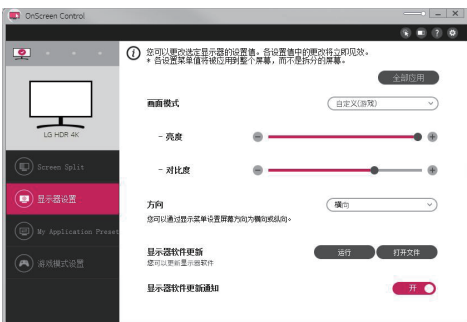 OnScreen Control
您可以更改选定显示器的设置值。各设置值中的更改将立即见效。
* 各设置菜单值将被应用到整个屏幕，而不是拆分的屏幕。
全部应用
画面模式
自定义(游戏)
LG HDR 4K
- 亮度
- 对比度
Screen Split
显示器设置
方向
横向
您可以通过显示菜单设置屏幕方向为横向或纵向。
My Application Preset
显示器软件更新
运行
打开文件
您可以更新显示器软件
游戏模式设置
显示器软件更新通知
开